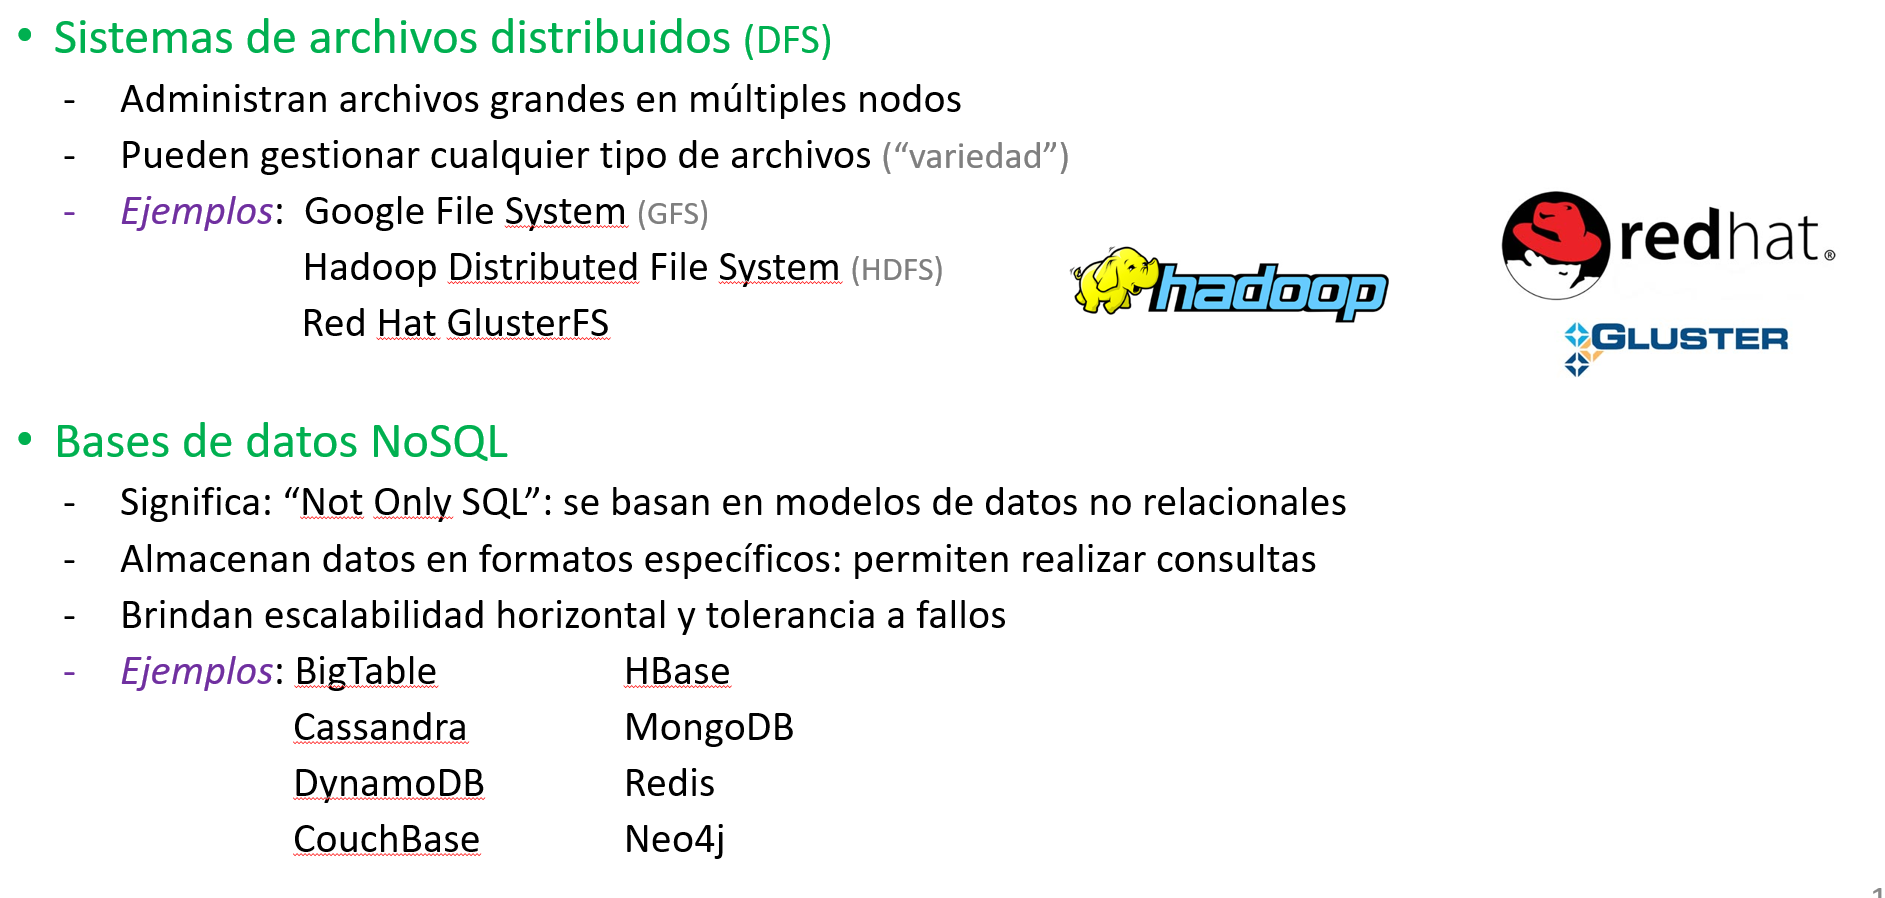 • Sistemas de archivos distribuidos (DFS)
- Administran archivos grandes en múltiples nodos
- Pueden gestionar cualquier tipo de archivos (“variedad”)
- Ejemplos: Google File System (GFS)
Hadoop Distributed File System (HDFS)
Red Hat GlusterFS
hadoop
redhat®
GLUSTER
• Bases de datos NoSQL
- Significa: “Not Only SQL”: se basan en modelos de datos no relacionales
- Almacenan datos en formatos específicos: permiten realizar consultas
- Brindan escalabilidad horizontal y tolerancia a fallos
- Ejemplos: BigTable HBase
Cassandra MongoDB
DynamoDB Redis
CouchBase Neo4j
1